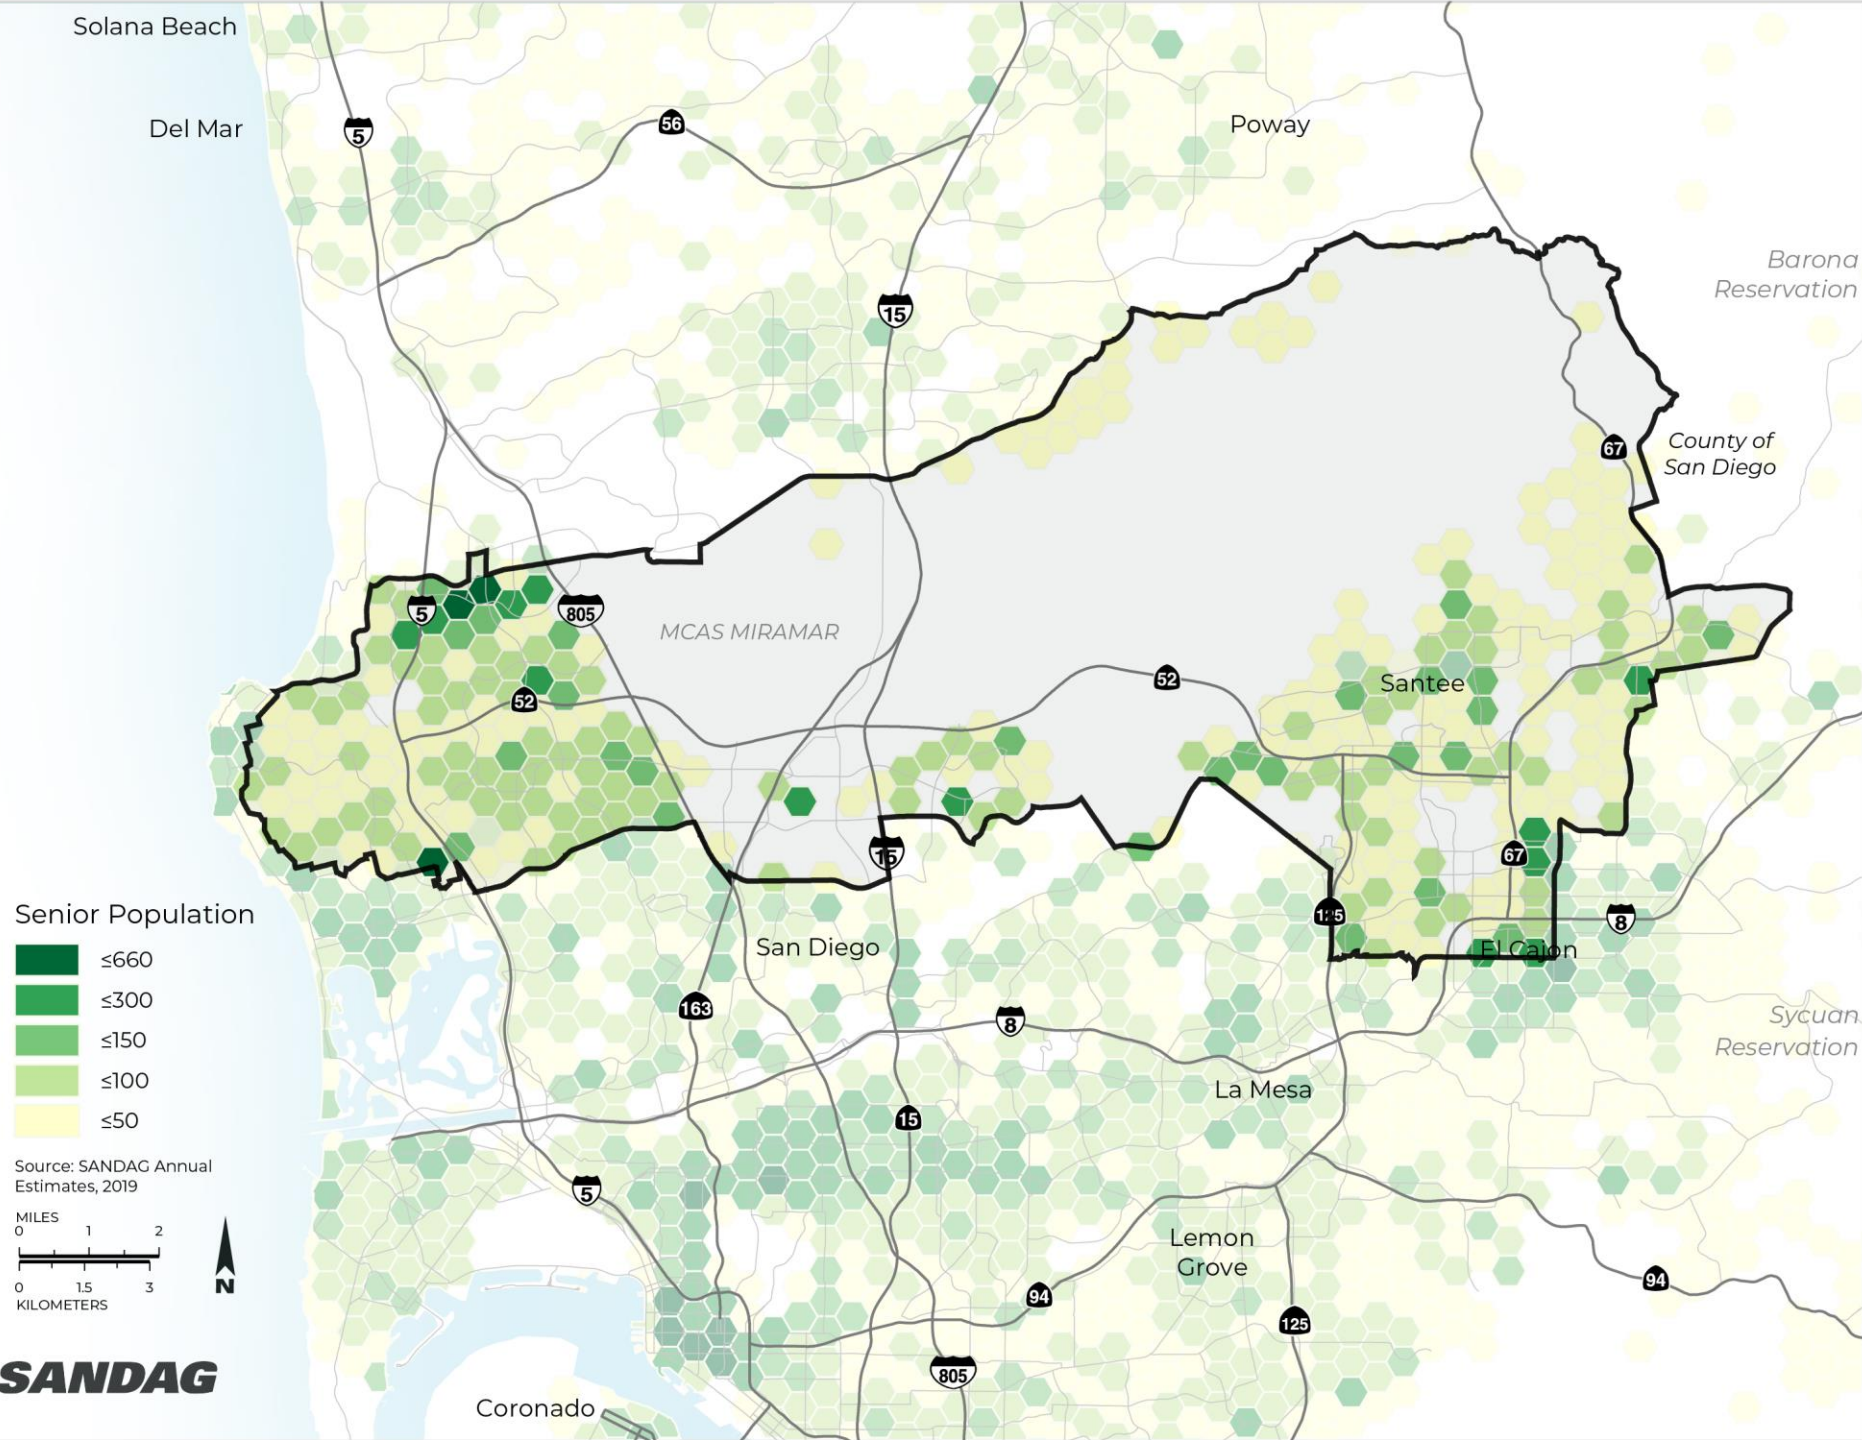 Solana Beach
Del Mar
5
56
Poway
15
Barona
Reservation
67
County of
San Diego
5
805
MCAS MIRAMAR
52
52
Santee
15
67
125
8
El Cajon
San Diego
163
8
Sycuan
Reservation
La Mesa
15
5
Lemon
Grove
94
94
125
805
Coronado
Senior Population
≤660
≤300
≤150
≤100
≤50
Source: SANDAG Annual
Estimates, 2019
MILES
0 1 2
0 1.5 3
KILOMETERS
N
SANDAG